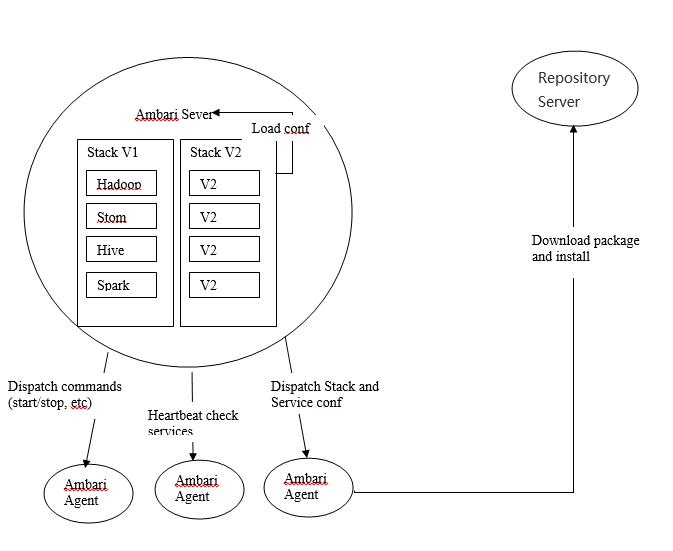 Repository
Server
Ambari Sever
Load conf
Stack V1
Stack V2
Hadoop
V2
Stom
V2
Hive
V2
Spark
V2
Download package
and install
Dispatch commands
(start/stop, etc)
Dispatch Stack and
Service conf
Heartbeat check
services
Ambari
Agent
Ambari
Agent
Ambari
Agent